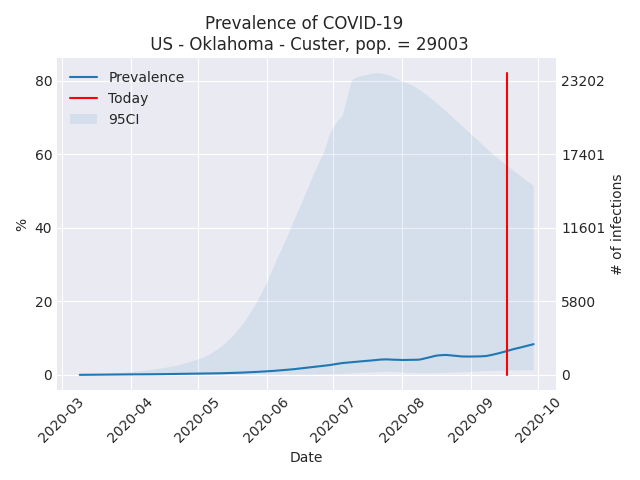 Prevalence of COVID-19
US - Oklahoma - Custer, pop. = 29003
Prevalence
Today
95CI
80
60
40
20
0
%
23202
17401
11601
5800
0
# of infections
2020-03
2020-04
2020-05
2020-06
2020-07
2020-08
2020-09
2020-10
Date